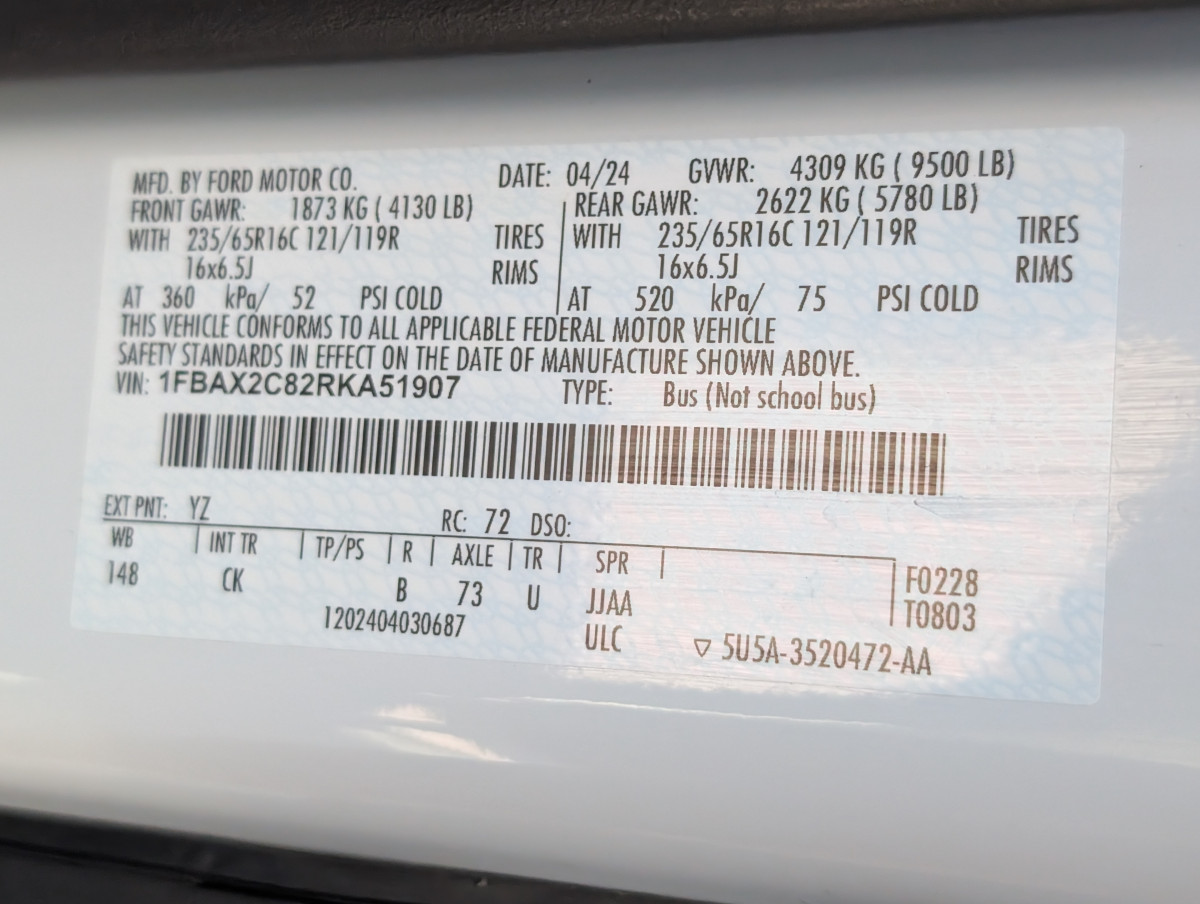 MFD. BY FORD MOTOR CO. DATE: 04/24 GVWR: 4309 KG ( 9500 LB)
FRONT GAWR: 1873 KG ( 4130 LB) REAR GAWR: 2622 KG ( 5780 LB)
WITH 235/65R16C 121/119R TIRES WITH 235/65R16C 121/119R TIRES
16x6.5J RIMS 16x6.5J RIMS
AT 360 kPa/ 52 PSI COLD AT 520 kPa/ 75 PSI COLD
THIS VEHICLE CONFORMS TO ALL APPLICABLE FEDERAL MOTOR VEHICLE
SAFETY STANDARDS IN EFFECT ON THE DATE OF MANUFACTURE SHOWN ABOVE.
VIN: 1FBAX2C82RKA51907 TYPE: Bus (Not school bus)
EXT PNT: YZ RC: 72 DSO:
WB INT TR TP/PS R AXLE TR SPR F0228
148 CK B 73 U JJAA T0803
1202404030687 ULC ▽ 5U5A-3520472-AA